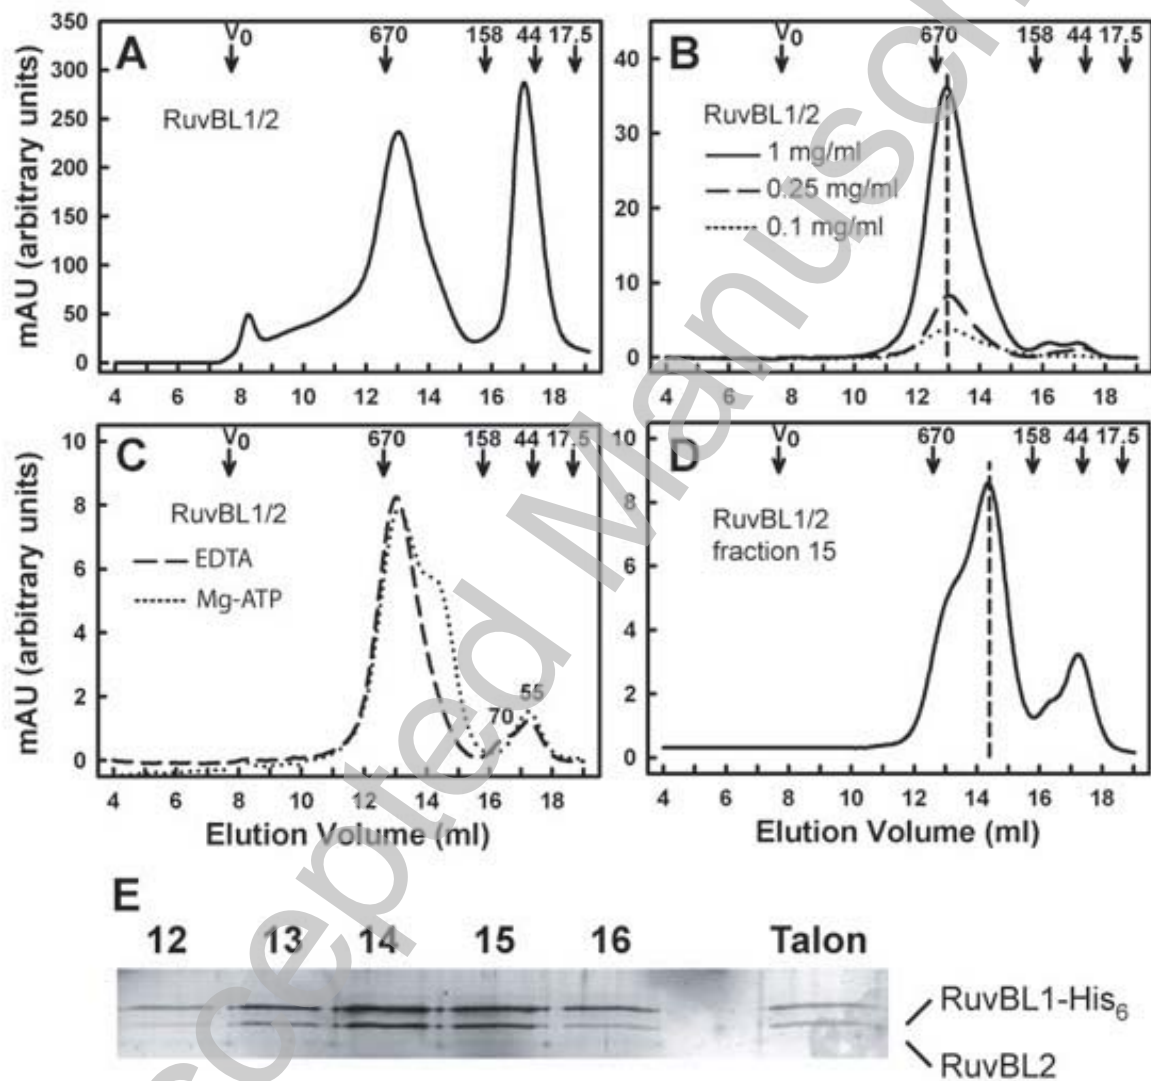 A
V0 670 158 44 17.5
RuvBL1/2
350
300
250
200
150
100
50
0
mAU (arbitrary units)
4 6 8 10 12 14 16 18
B
V0 670 158 44 17.5
RuvBL1/2
1 mg/ml
0.25 mg/ml
0.1 mg/ml
40
30
20
10
0
4 6 8 10 12 14 16 18
C
V0 670 158 44 17.5
RuvBL1/2
EDTA
Mg-ATP
70 55
10
8
6
4
2
0
mAU (arbitrary units)
4 6 8 10 12 14 16 18
Elution Volume (ml)
D
V0 670 158 44 17.5
RuvBL1/2
fraction 15
10
8
6
4
2
0
4 6 8 10 12 14 16 18
Elution Volume (ml)
E
12 13 14 15 16 Talon
RuvBL1-His6
RuvBL2
cepted Manusc